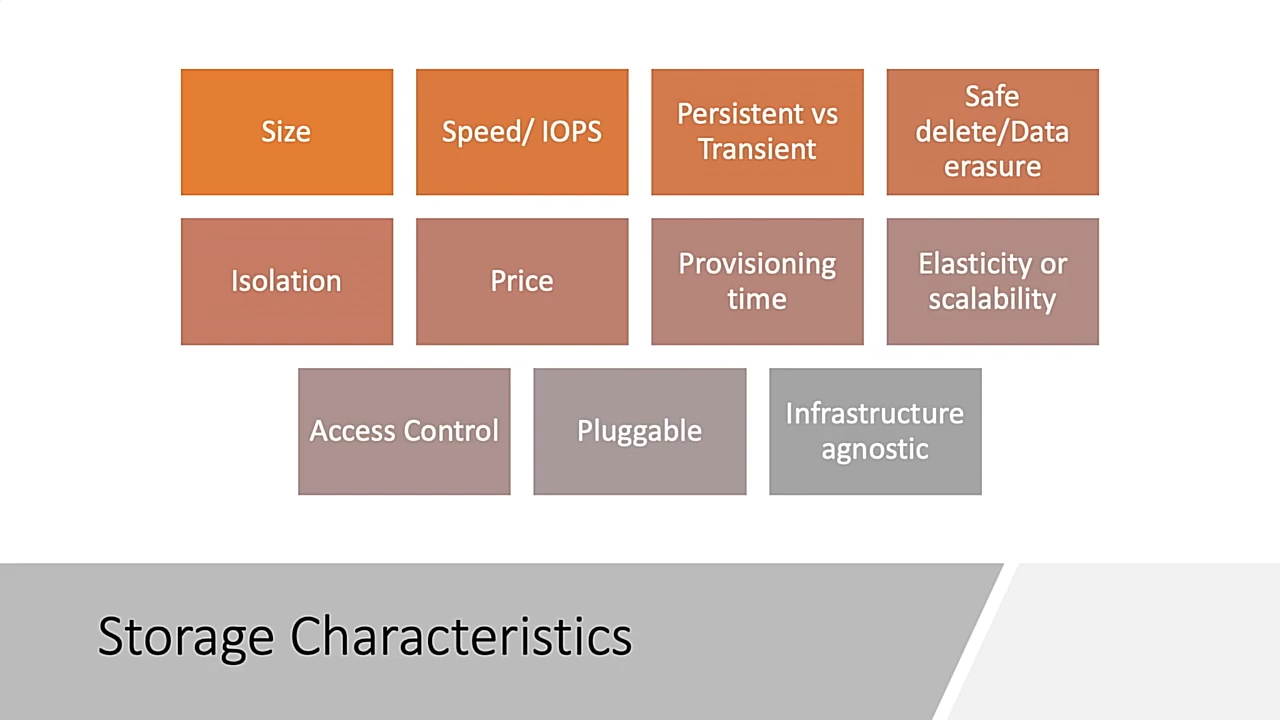 Size
Speed/ IOPS
Persistent vs
Transient
Safe
delete/Data
erasure
Isolation
Price
Provisioning
time
Elasticity or
scalability
Access Control
Pluggable
Infrastructure
agnostic
Storage Characteristics